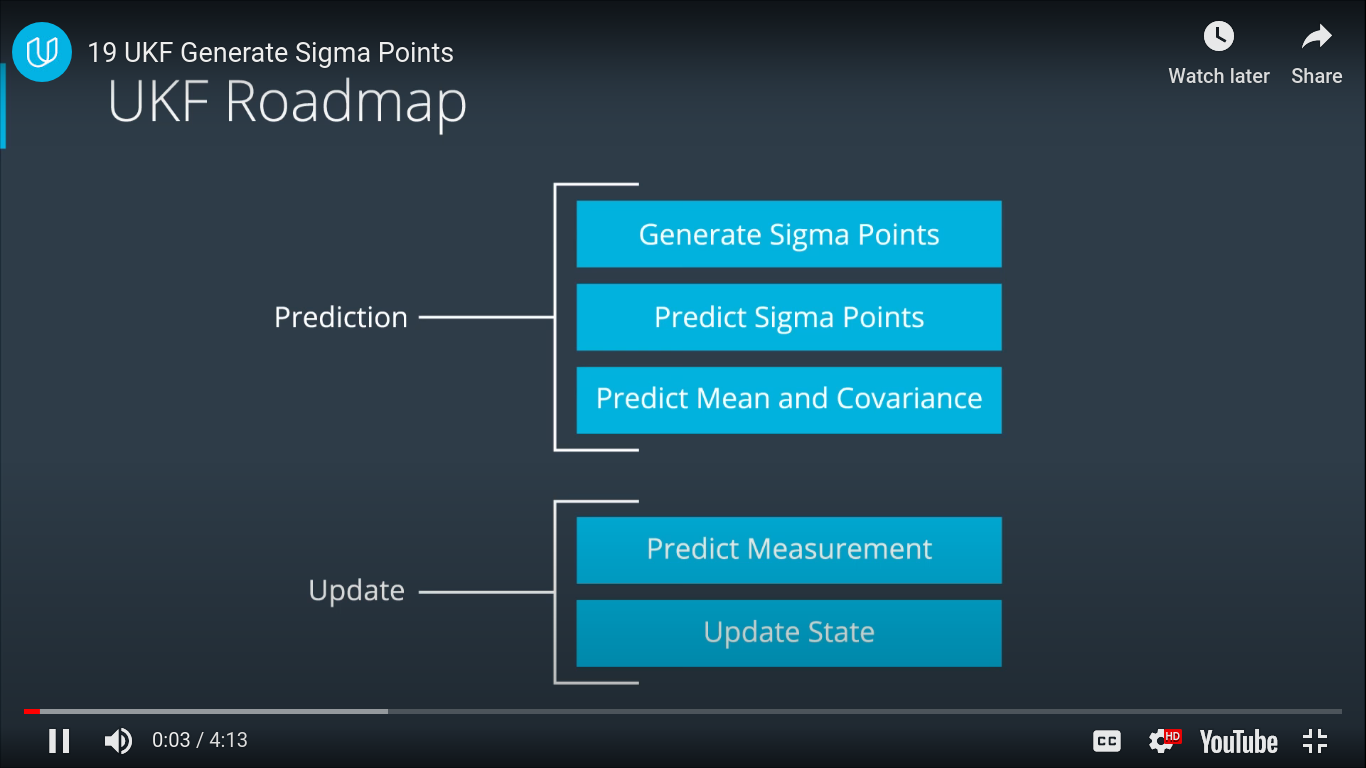 19 UKF Generate Sigma Points
Watch later
Share
UKF Roadmap
Prediction
Generate Sigma Points
Predict Sigma Points
Predict Mean and Covariance
Update
Predict Measurement
Update State
0:03 / 4:13
CC
HD
YouTube